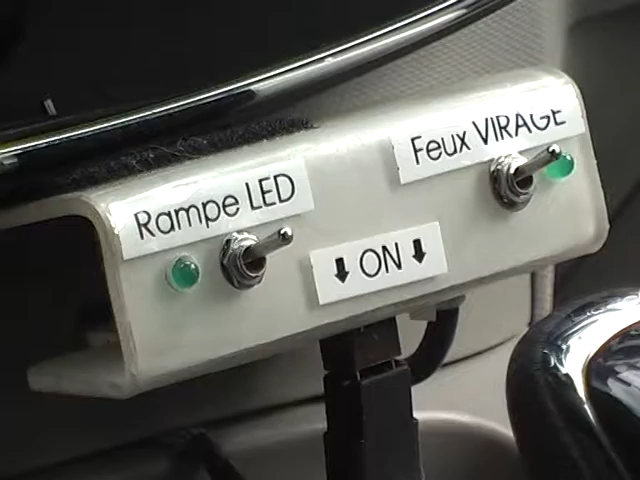 Rampe LED
Feux VIRAGE
↓ ON ↓